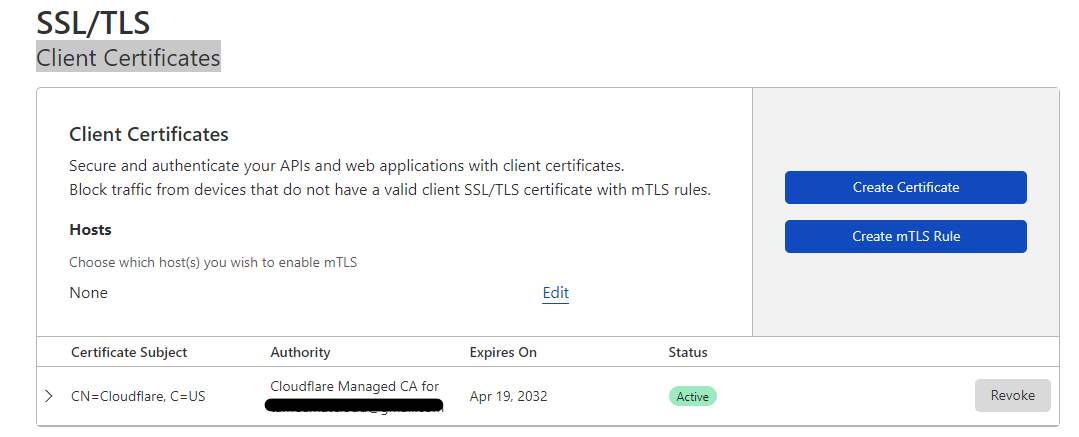 SSL/TLS
Client Certificates
Client Certificates
Secure and authenticate your APIs and web applications with client certificates.
Block traffic from devices that do not have a valid client SSL/TLS certificate with mTLS rules.
Hosts
Choose which host(s) you wish to enable mTLS
None Edit
Create Certificate
Create mTLS Rule
Certificate Subject Authority Expires On Status
CN=Cloudflare, C=US Cloudflare Managed CA for Apr 19, 2032 Active Revoke